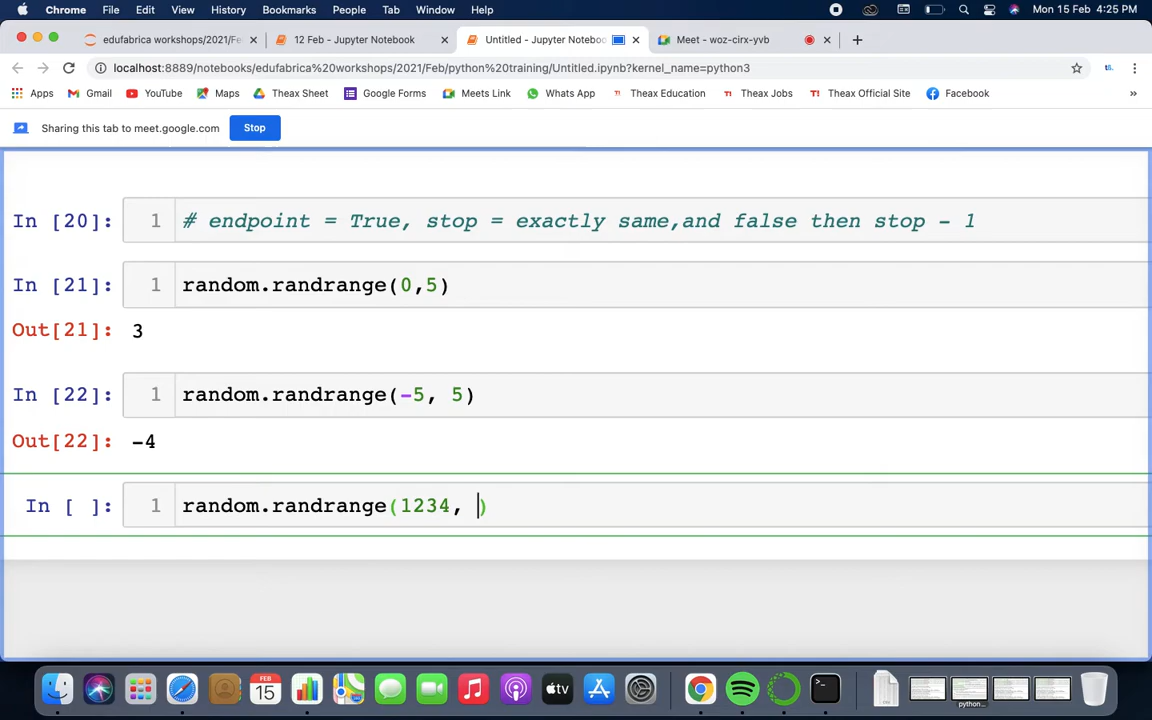 Chrome File Edit View History Bookmarks People Tab Window Help Mon 15 Feb 4:25 PM
edufabrica workshops/2021/Fe 12 Feb - Jupyter Notebook Untitled - Jupyter Noteboo Meet - woz-cirx-yvb
localhost:8889/notebooks/edufabrica%20workshops/2021/Feb/python%20training/Untitled.ipynb?kernel_name=python3
Apps Gmail YouTube Maps Theax Sheet Google Forms Meets Link Whats App Theax Education Theax Jobs Theax Official Site Facebook »
Sharing this tab to meet.google.com Stop
In [20]: 1 # endpoint = True, stop = exactly same,and false then stop - 1
In [21]: 1 random.randrange(0,5)
Out[21]: 3
In [22]: 1 random.randrange(-5, 5)
Out[22]: -4
In [ ]: 1 random.randrange(1234, )
FEB
15
tv
python...